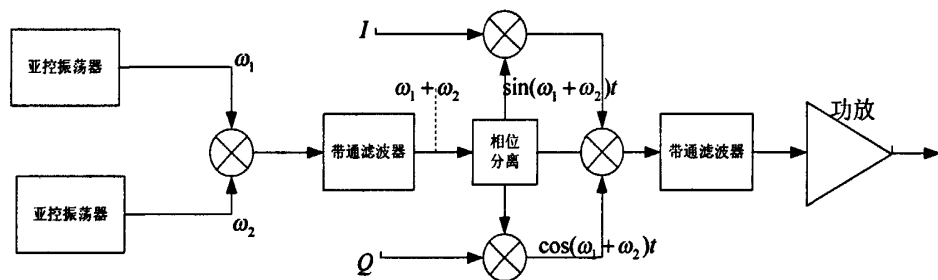 亚控振荡器
ω₁
亚控振荡器
ω₂
带通滤波器
ω₁ + ω₂
I
Q
相位
分离
sin(ω₁ + ω₂)t
cos(ω₁ + ω₂)t
带通滤波器
功放